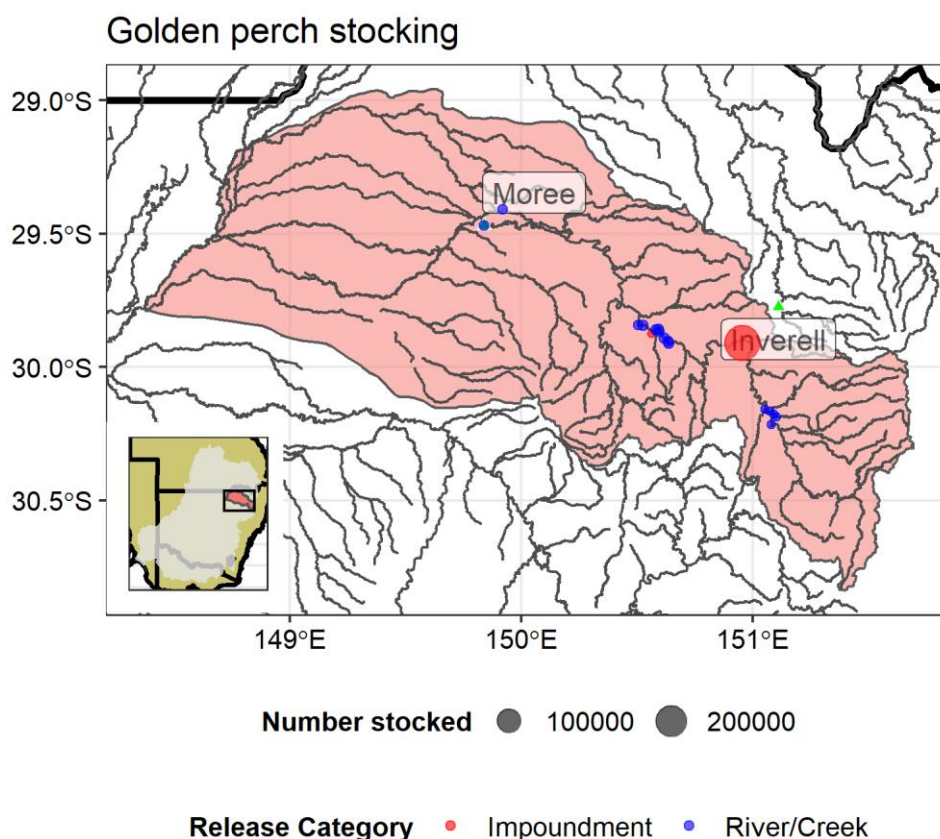 Golden perch stocking
29.0°S
Moree
29.5°S
Inverell
30.0°S
30.5°S
149°E 150°E 151°E
Number stocked 100000 200000
Release Category Impoundment River/Creek